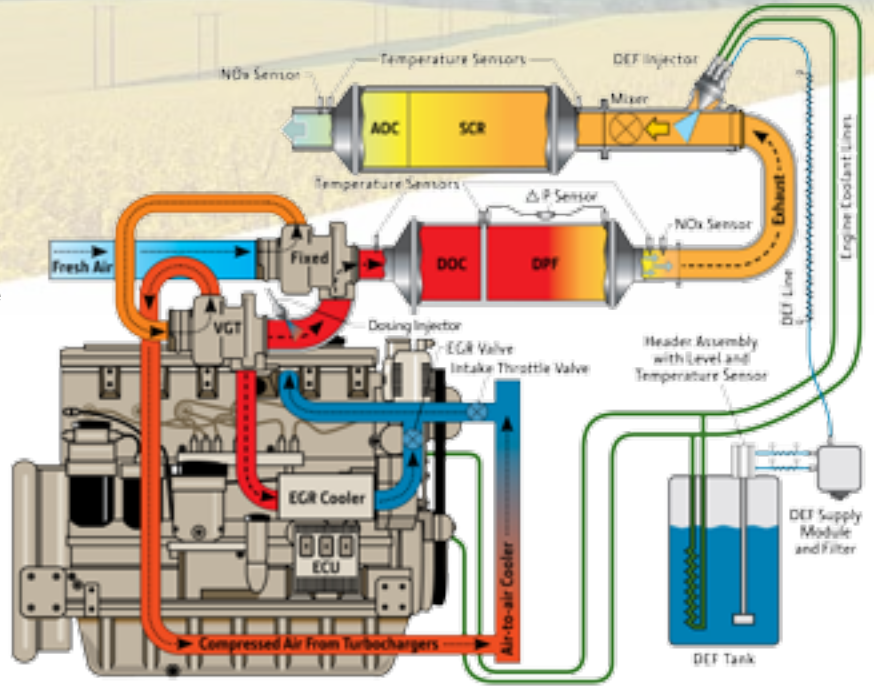 NOx Sensor
Temperature Sensors
DEF Injector
Mixer
AOC
SCR
Temperature Sensors
△ P Sensor
NOx Sensor
Exhaust
Engine Coolant Lines
DEF Line
Fresh Air
Fixed
DOC
DPF
VGT
Dosing Injector
EGR Valve
Intake Throttle Valve
Header Assembly
with Level and
Temperature Sensor
EGR Cooler
ECU
Air-to-air Cooler
Compressed Air From Turbochargers
DEF Supply
Module
and Filter
DEF Tank